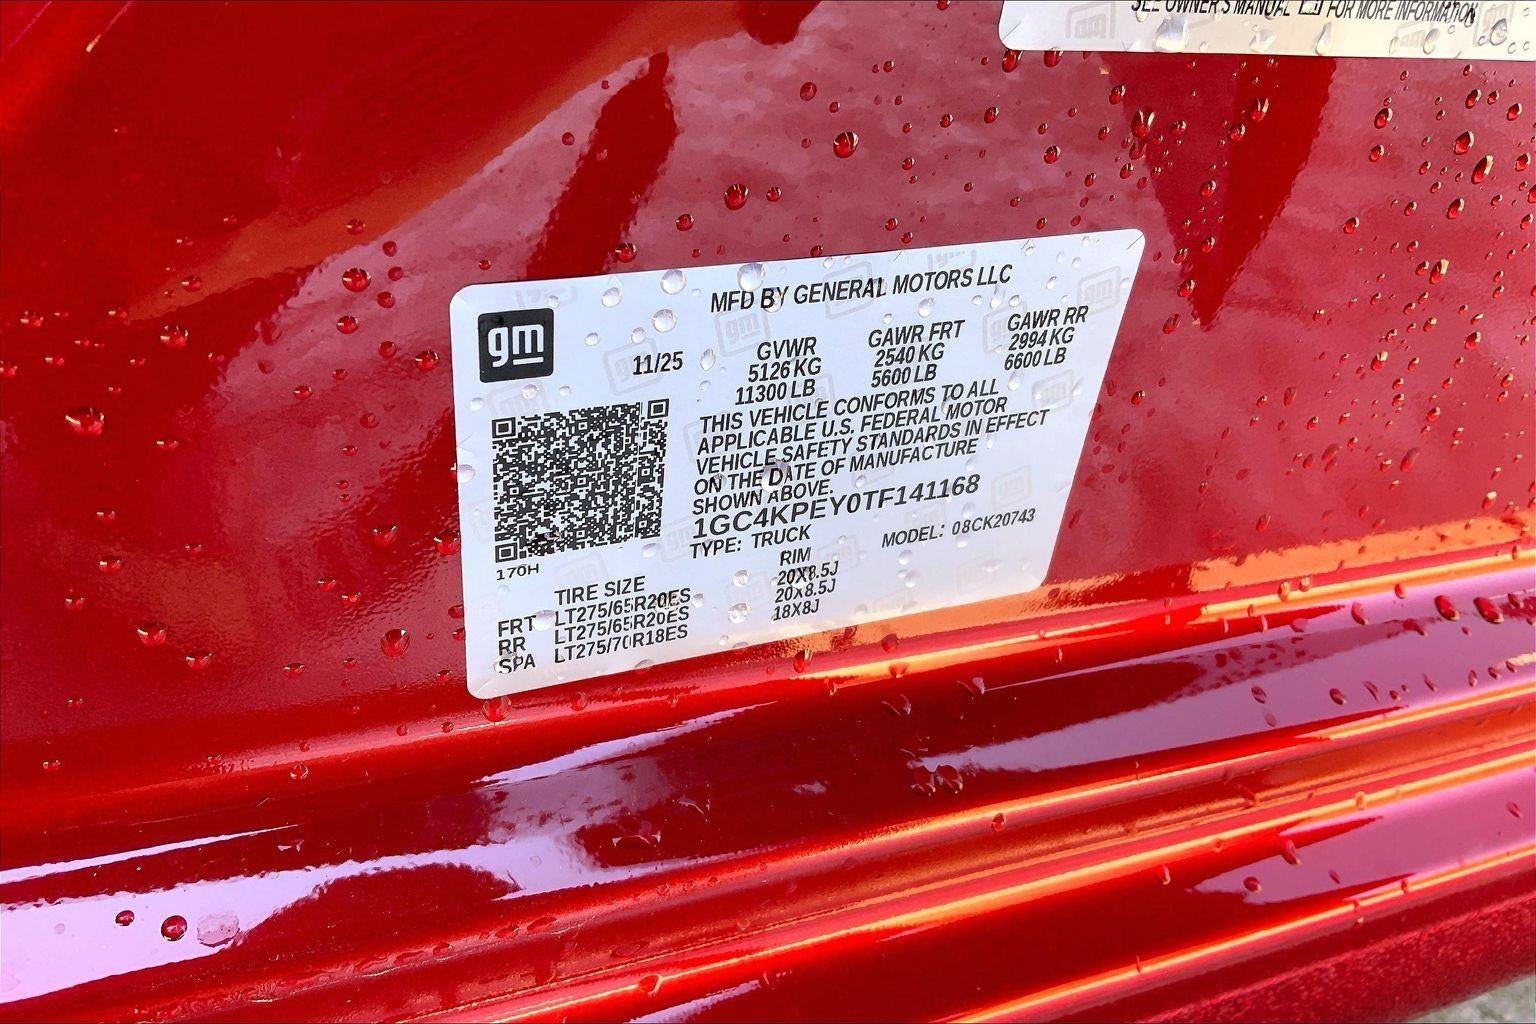 SEE OWNER'S MANUAL FOR MORE INFORMATION
MFD BY GENERAL MOTORS LLC
gm
11/25
GVWR GAWR FRT GAWR RR
5126 KG 2540 KG 2994 KG
11300 LB 5600 LB 6600 LB
THIS VEHICLE CONFORMS TO ALL
APPLICABLE U.S. FEDERAL MOTOR
VEHICLE SAFETY STANDARDS IN EFFECT
ON THE DATE OF MANUFACTURE
SHOWN ABOVE.
1GC4KPEY0TF141168
TYPE: TRUCK MODEL: 08CK20743
170H
TIRE SIZE RIM
FRT LT275/65R20ES 20X8.5J
RR LT275/65R20ES 20X8.5J
SPA LT275/70R18ES 18X8J